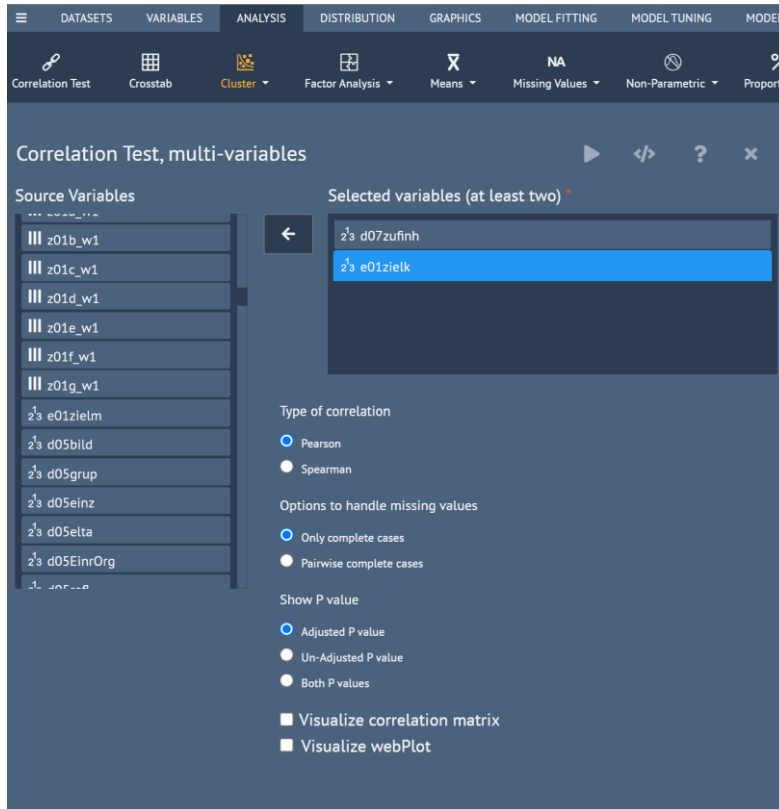 DATASETS VARIABLES ANALYSIS DISTRIBUTION GRAPHICS MODEL FITTING MODEL TUNING MODEL
NA
Correlation Test Crosstab Cluster Factor Analysis Means Missing Values Non-Parametric Propor
Correlation Test, multi-variables
Source Variables
Selected variables (at least two) *
z01b_w1
z01c_w1
z01d_w1
z01e_w1
z01f_w1
z01g_w1
e01zielm
d05bild
d05grup
d05einz
d05elta
d05EinrOrg
d07zufinh
e01zielk
Type of correlation
Pearson
Spearman
Options to handle missing values
Only complete cases
Pairwise complete cases
Show P value
Adjusted P value
Un-Adjusted P value
Both P values
Visualize correlation matrix
Visualize webPlot